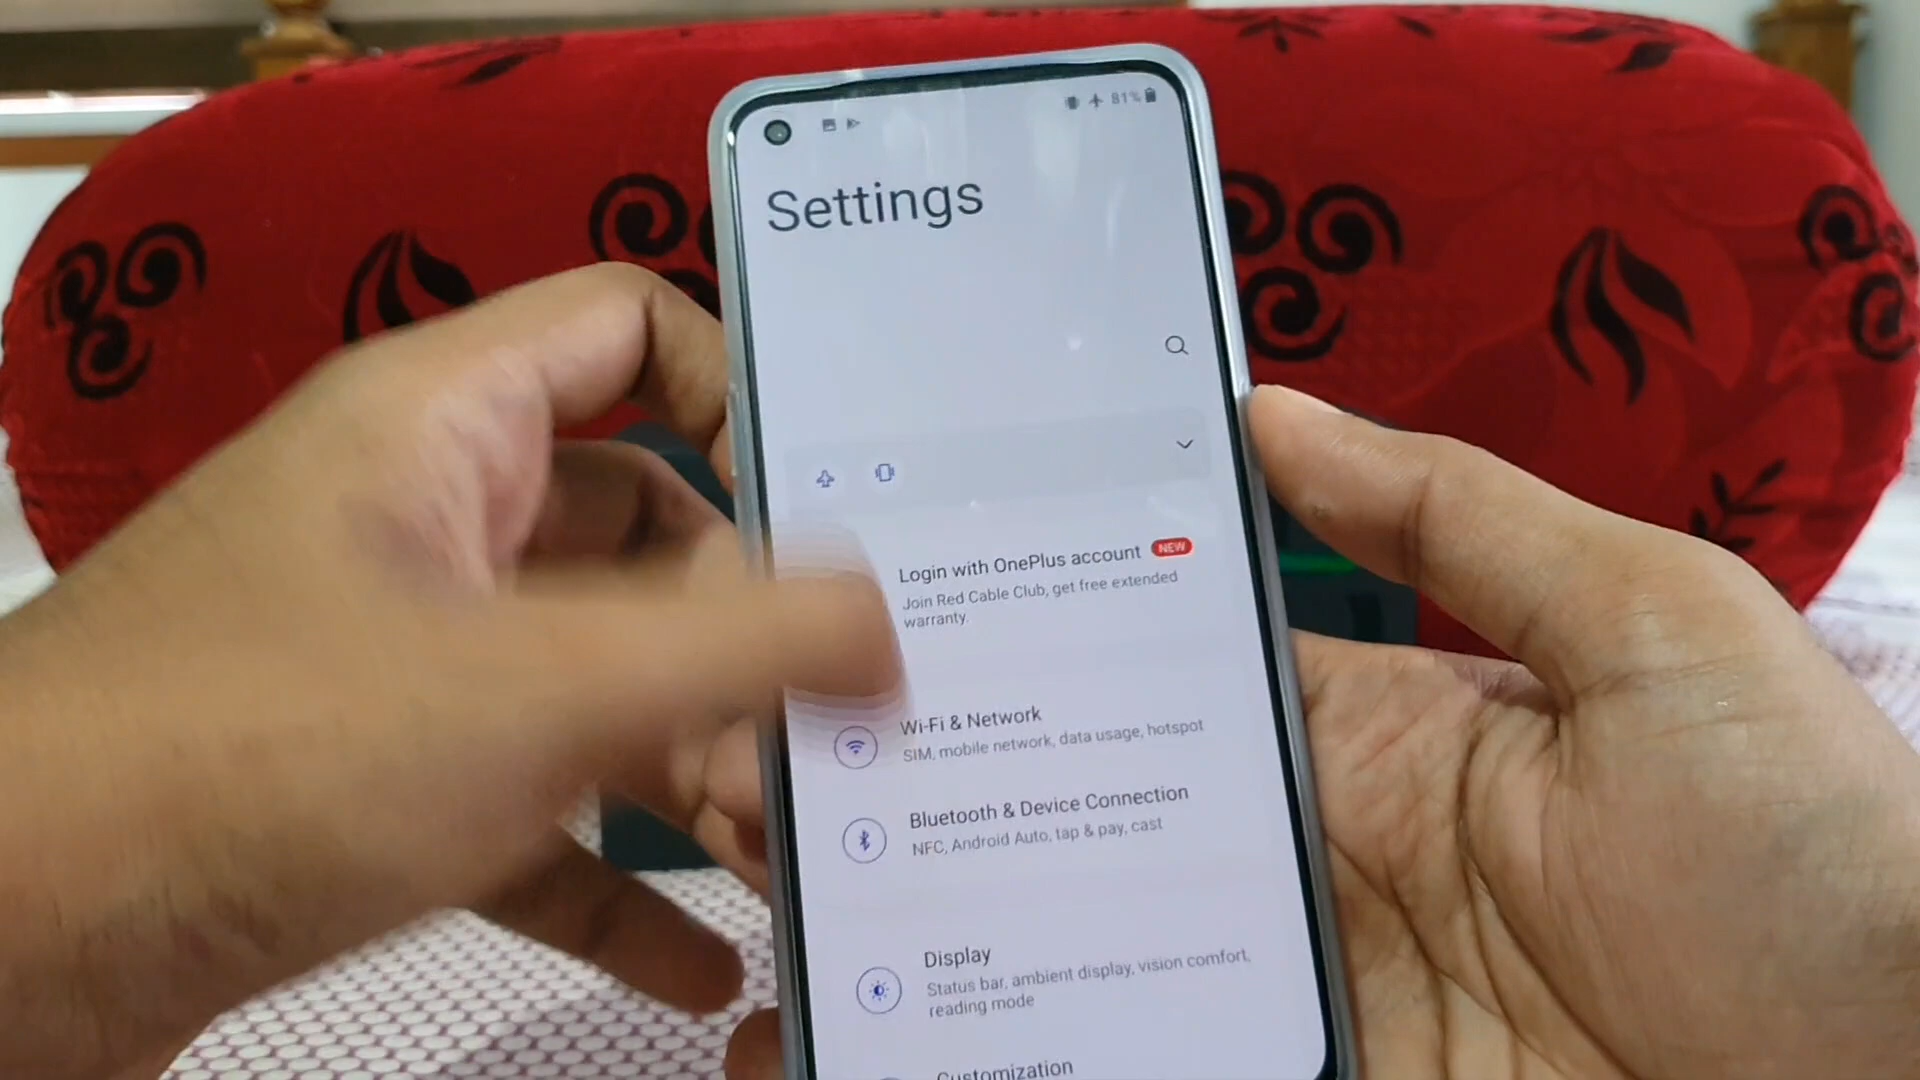 81%
Settings
Login with OnePlus account NEW
Join Red Cable Club, get free extended
warranty.
Wi-Fi & Network
SIM, mobile network, data usage, hotspot
Bluetooth & Device Connection
NFC, Android Auto, tap & pay, cast
Display
Status bar, ambient display, vision comfort,
reading mode
Customization